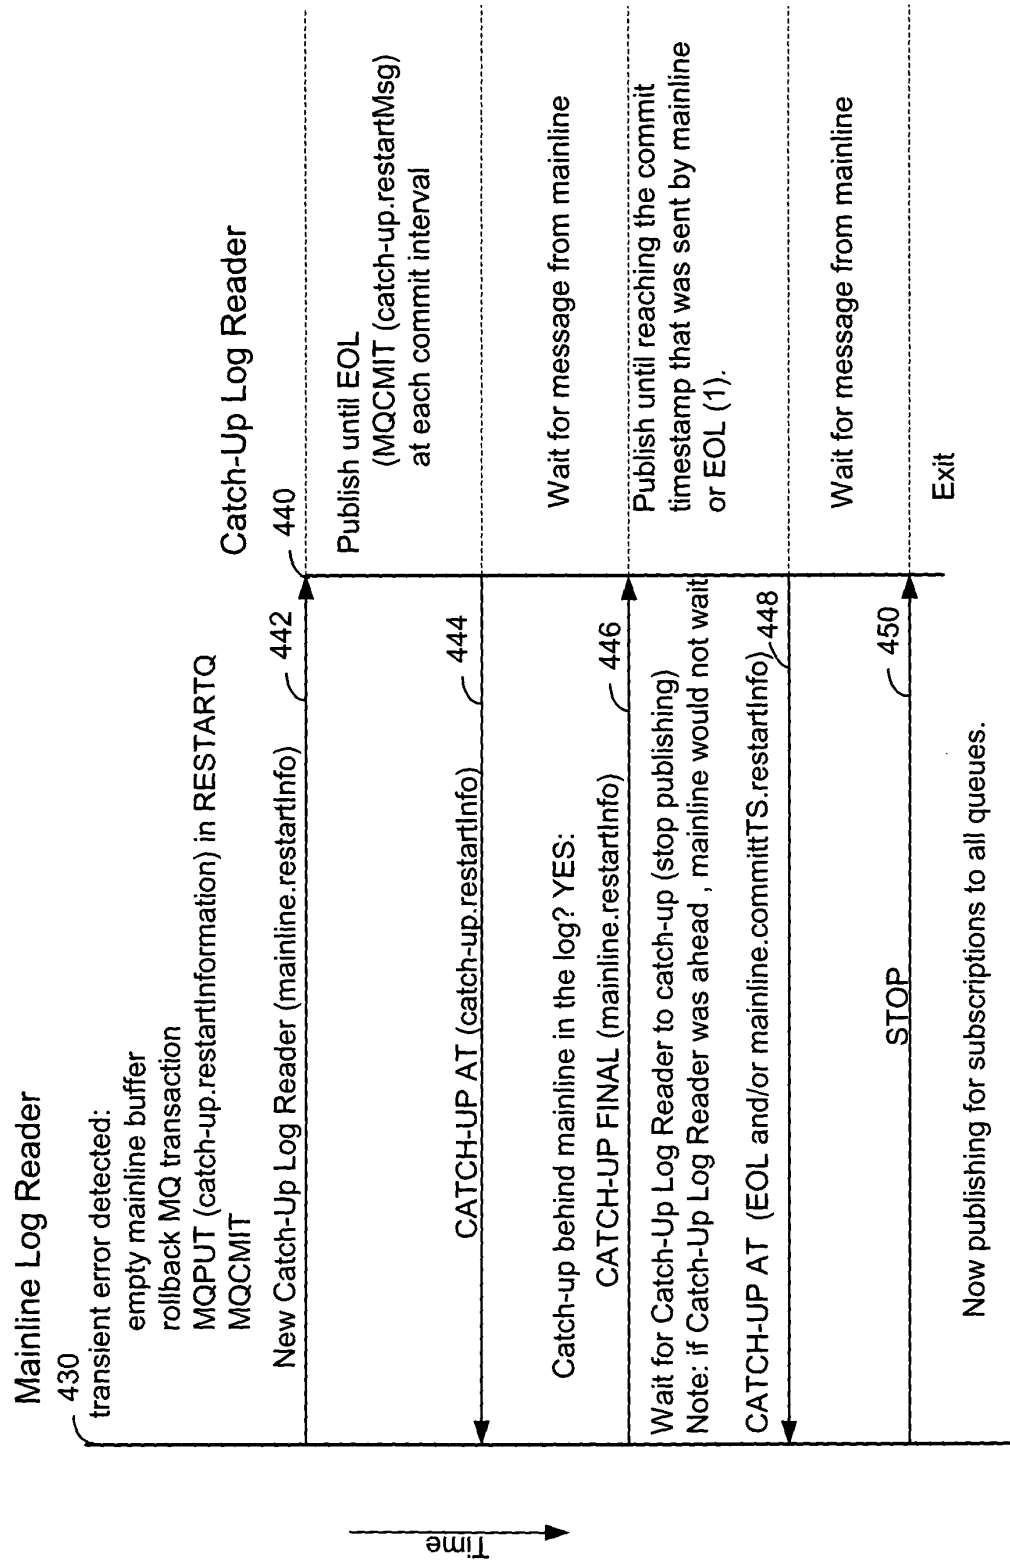 Mainline Log Reader
Catch-Up Log Reader
430
transient error detected:
empty mainline buffer
rollback MQ transaction
MQPUT (catch-up.restartInformation) in RESTARTQ
MQCMIT
New Catch-Up Log Reader (mainline.restartInfo)
442
440
Publish until EOL
(MQCMIT (catch-up.restartMsg)
at each commit interval
CATCH-UP AT (catch-up.restartInfo)
444
Wait for message from mainline
Catch-up behind mainline in the log? YES:
CATCH-UP FINAL (mainline.restartInfo)
446
Publish until reaching the commit
timestamp that was sent by mainline
or EOL (1).
Wait for Catch-Up Log Reader to catch-up (stop publishing)
Note: if Catch-Up Log Reader was ahead , mainline would not wait
CATCH-UP AT (EOL and/or mainline.committTS.restartInfo)
448
Wait for message from mainline
STOP
450
Exit
Now publishing for subscriptions to all queues.
Time